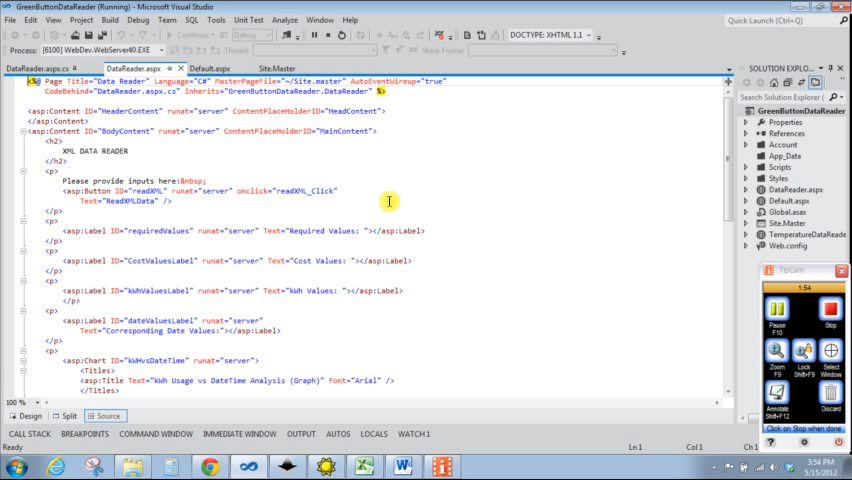 GreenButtonDataReader (Running) - Microsoft Visual Studio
Quick Launch (Ctrl+Q)
File Edit View Project Build Debug Team SQL Tools Test Unit Test Analyze Window Help
Continue
DOCTYPE: XHTML 1.1
Process: [6100] WebDev.WebServer40.EXE
Thread:
Stack Frame:
DataReader.aspx.cs DataReader.aspx Default.aspx Site.Master
<%@ Page Title="Data Reader" Language="C#" MasterPageFile="~/Site.master" AutoEventWireup="true"
CodeBehind="DataReader.aspx.cs" Inherits="GreenButtonDataReader.DataReader" %>
<asp:Content ID="HeaderContent" runat="server" ContentPlaceHolderID="HeadContent">
</asp:Content>
<asp:Content ID="BodyContent" runat="server" ContentPlaceHolderID="MainContent">
<h2>
XML DATA READER
</h2>
<p>
Please provide inputs here:&nbsp;
<asp:Button ID="readXML" runat="server" onclick="readXML_Click"
Text="ReadXMLData" />
</p>
<p>
<asp:Label ID="requiredValues" runat="server" Text="Required Values: "></asp:Label>
</p>
<p>
<asp:Label ID="CostValuesLabel" runat="server" Text="Cost Values: "></asp:Label>
</p>
<p>
<asp:Label ID="kWhValuesLabel" runat="server" Text="kWh Values: "></asp:Label>
</p>
<p>
<asp:Label ID="dateValuesLabel" runat="server"
Text="Corresponding Date Values:"></asp:Label>
</p>
<p>
<asp:Chart ID="kWHvsDateTime" runat="server">
<Titles>
<asp:Title Text="kWh Usage vs DateTime Analysis (Graph)" Font="Arial" />
</Titles>
100 %
Design Split Source
CALL STACK BREAKPOINTS COMMAND WINDOW IMMEDIATE WINDOW OUTPUT AUTOS LOCALS WATCH 1
Ready
Ln 1 Col 1 Ch 1
SOLUTION EXPLO...
Search Solution Explorer (
GreenButtonDataReader
Properties
References
Account
App_Data
Scripts
Styles
DataReader.aspx
Default.aspx
Global.asax
Site.Master
TemperatureDataReade
Web.config
TipCam
1:54
Pause
F10
Stop
Zoom
F9
Lock
Shift+F9
Select
Window
Annotate
Shift+F12
Discard
Click on Stop when done
3:54 PM
5/15/2012